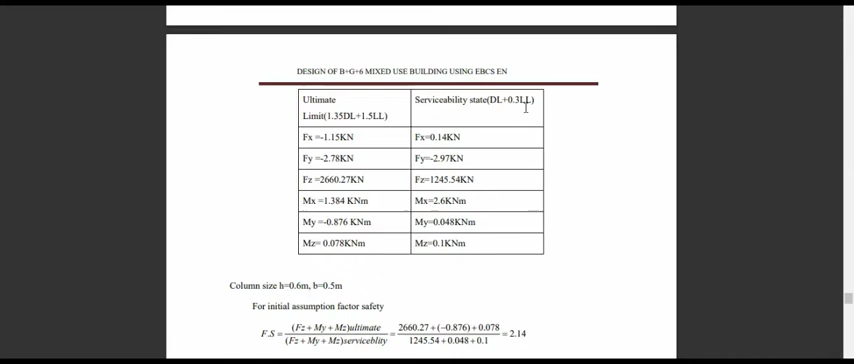 DESIGN OF B+G+6 MIXED USE BUILDING USING EBCS EN
Ultimate Limit(1.35DL+1.5LL) Serviceability state(DL+0.3LL)
Fx =-1.15KN Fx=0.14KN
Fy =-2.78KN Fy=-2.97KN
Fz =2660.27KN Fz=1245.54KN
Mx =1.384 KNm Mx=2.6KNm
My =-0.876 KNm My=0.048KNm
Mz= 0.078KNm Mz=0.1KNm
Column size h=0.6m, b=0.5m
For initial assumption factor safety
F.S = (Fz + My + Mz)ultimate / (Fz + My + Mz)serviceblity = 2660.27 + (−0.876) + 0.078 / 1245.54 + 0.048 + 0.1 = 2.14